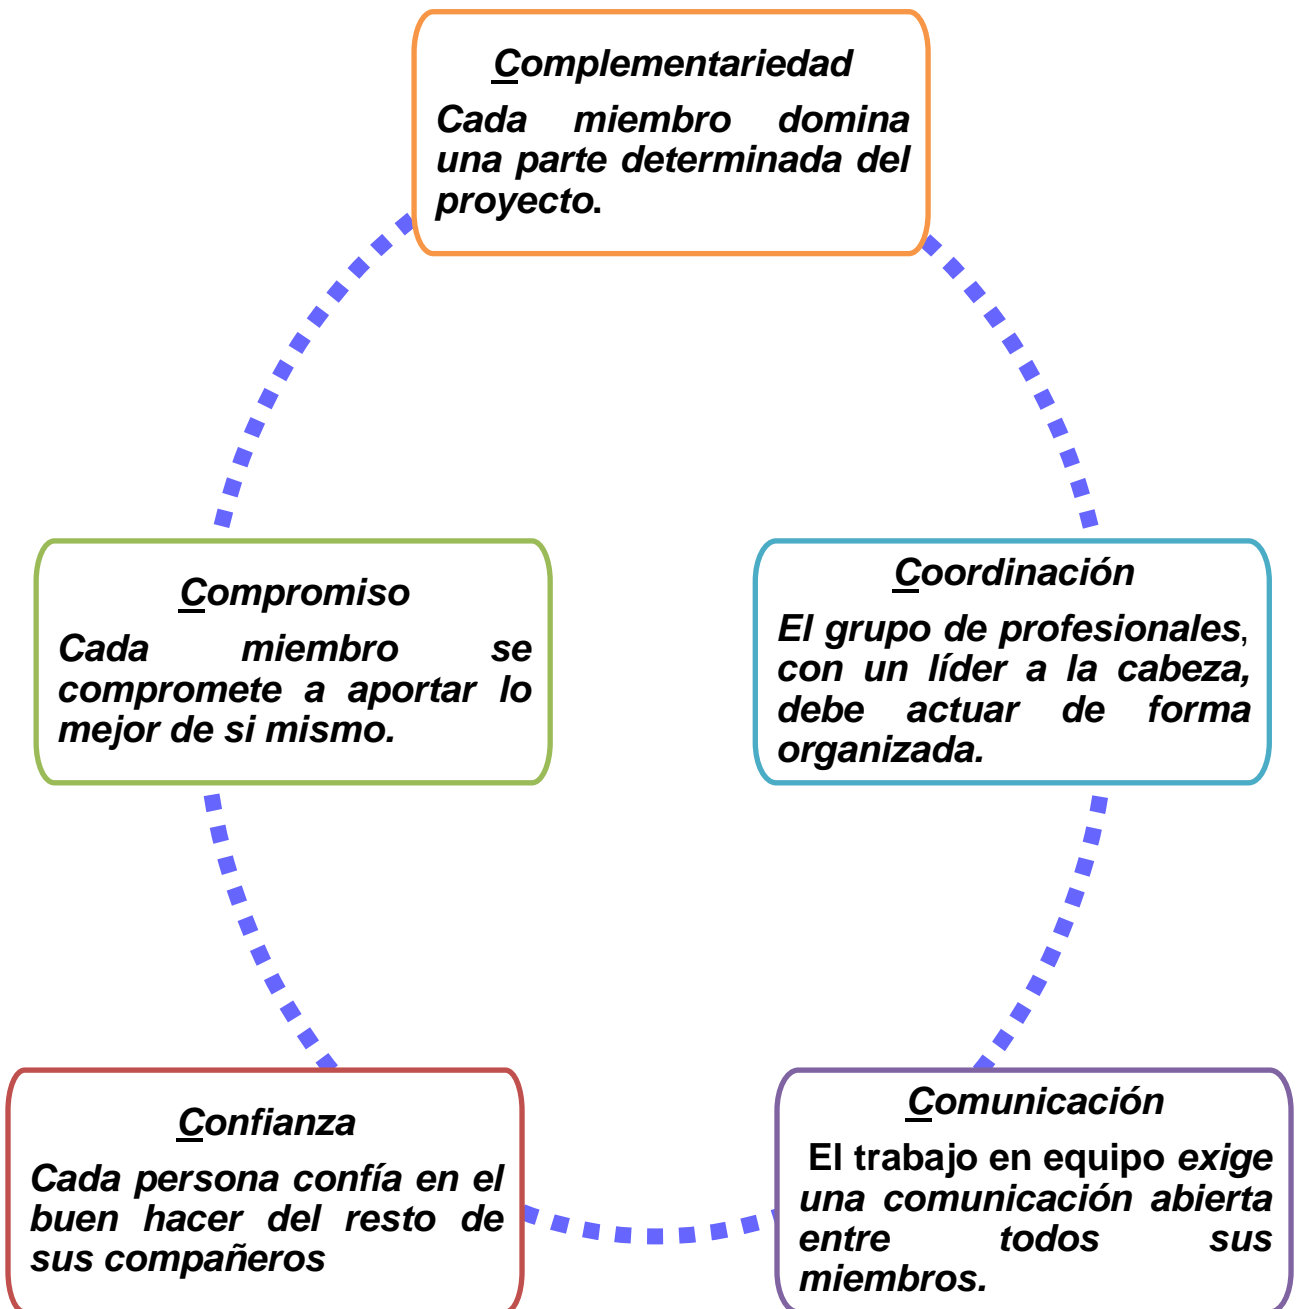 Complementariedad
Cada miembro domina
una parte determinada del
proyecto.
Compromiso
Cada miembro se
compromete a aportar lo
mejor de si mismo.
Coordinación
El grupo de profesionales,
con un líder a la cabeza,
debe actuar de forma
organizada.
Confianza
Cada persona confía en el
buen hacer del resto de
sus compañeros
Comunicación
El trabajo en equipo exige
una comunicación abierta
entre todos sus
miembros.